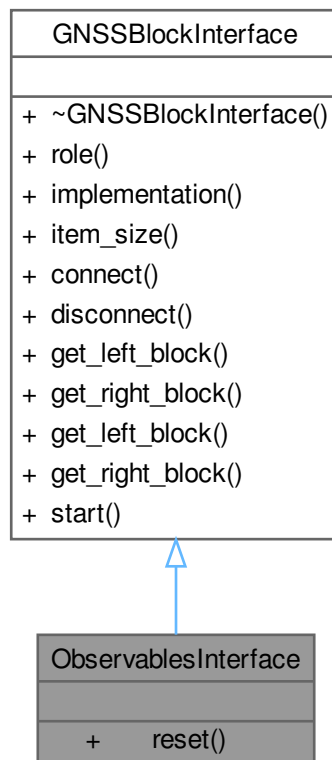 GNSSBlockInterface
+ ~GNSSBlockInterface()
+ role()
+ implementation()
+ item_size()
+ connect()
+ disconnect()
+ get_left_block()
+ get_right_block()
+ get_left_block()
+ get_right_block()
+ start()
ObservablesInterface
+ reset()